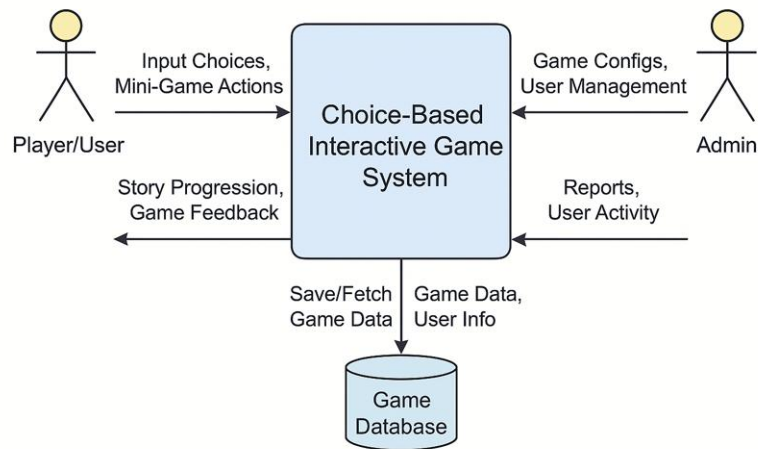 Input Choices,
Mini-Game Actions
Player/User
Story Progression,
Game Feedback
Choice-Based
Interactive Game
System
Game Configs,
User Management
Admin
Reports,
User Activity
Save/Fetch
Game Data
Game Data,
User Info
Game
Database